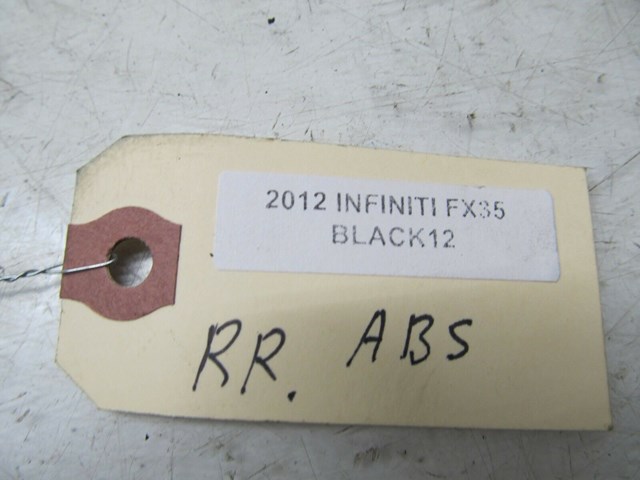 2012 INFINITI FX35
BLACK12
RR. ABS